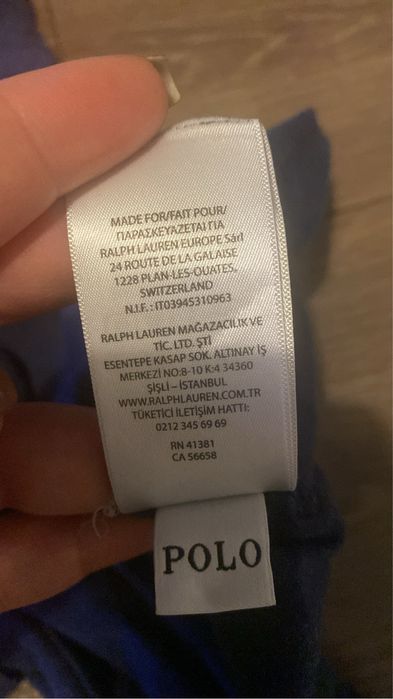 MADE FOR/FAIT POUR/
ΠΑΡΑΣΚΕΥΑΖΕΤΑΙ ΓΙΑ
RALPH LAUREN EUROPE Sàrl
24 ROUTE DE LA GALAISE
1228 PLAN-LES-OUATES,
SWITZERLAND
N.I.F.: IT03945310963
RALPH LAUREN MAĞAZACILIK VE
TİC. LTD. ŞTİ
ESENTEPE KASAP SOK. ALTINAY İŞ
MERKEZİ NO:8-10 K:4 34360
ŞİŞLİ – İSTANBUL
WWW.RALPHLAUREN.COM.TR
TÜKETİCİ İLETİŞİM HATTI:
0212 345 69 69
RN 41381
CA 56658
POLO